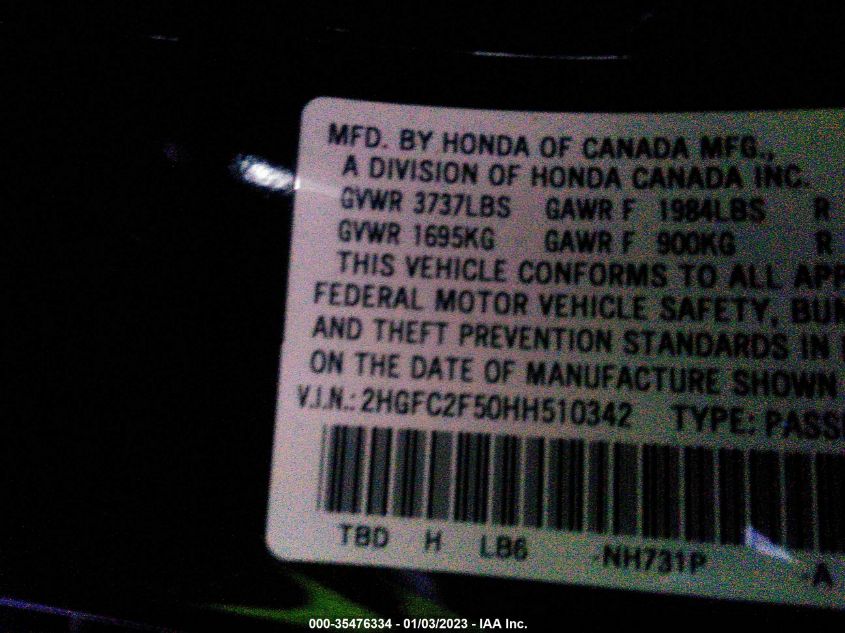 MFD. BY HONDA OF CANADA MFG.,
A DIVISION OF HONDA CANADA INC.
GVWR 3737LBS GAWR F 1984LBS R
GVWR 1695KG GAWR F 900KG R
THIS VEHICLE CONFORMS TO ALL APP
FEDERAL MOTOR VEHICLE SAFETY, BUM
AND THEFT PREVENTION STANDARDS IN
ON THE DATE OF MANUFACTURE SHOWN
V.I.N.: 2HGFC2F50HH510342 TYPE: PASS
TBD H LB6 -NH731P -A
000-35476334 - 01/03/2023 - IAA Inc.